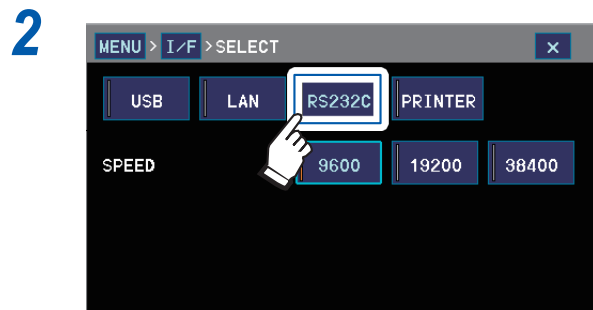 2
MENU > I/F >SELECT ×
USB LAN RS232C PRINTER
SPEED 9600 19200 38400